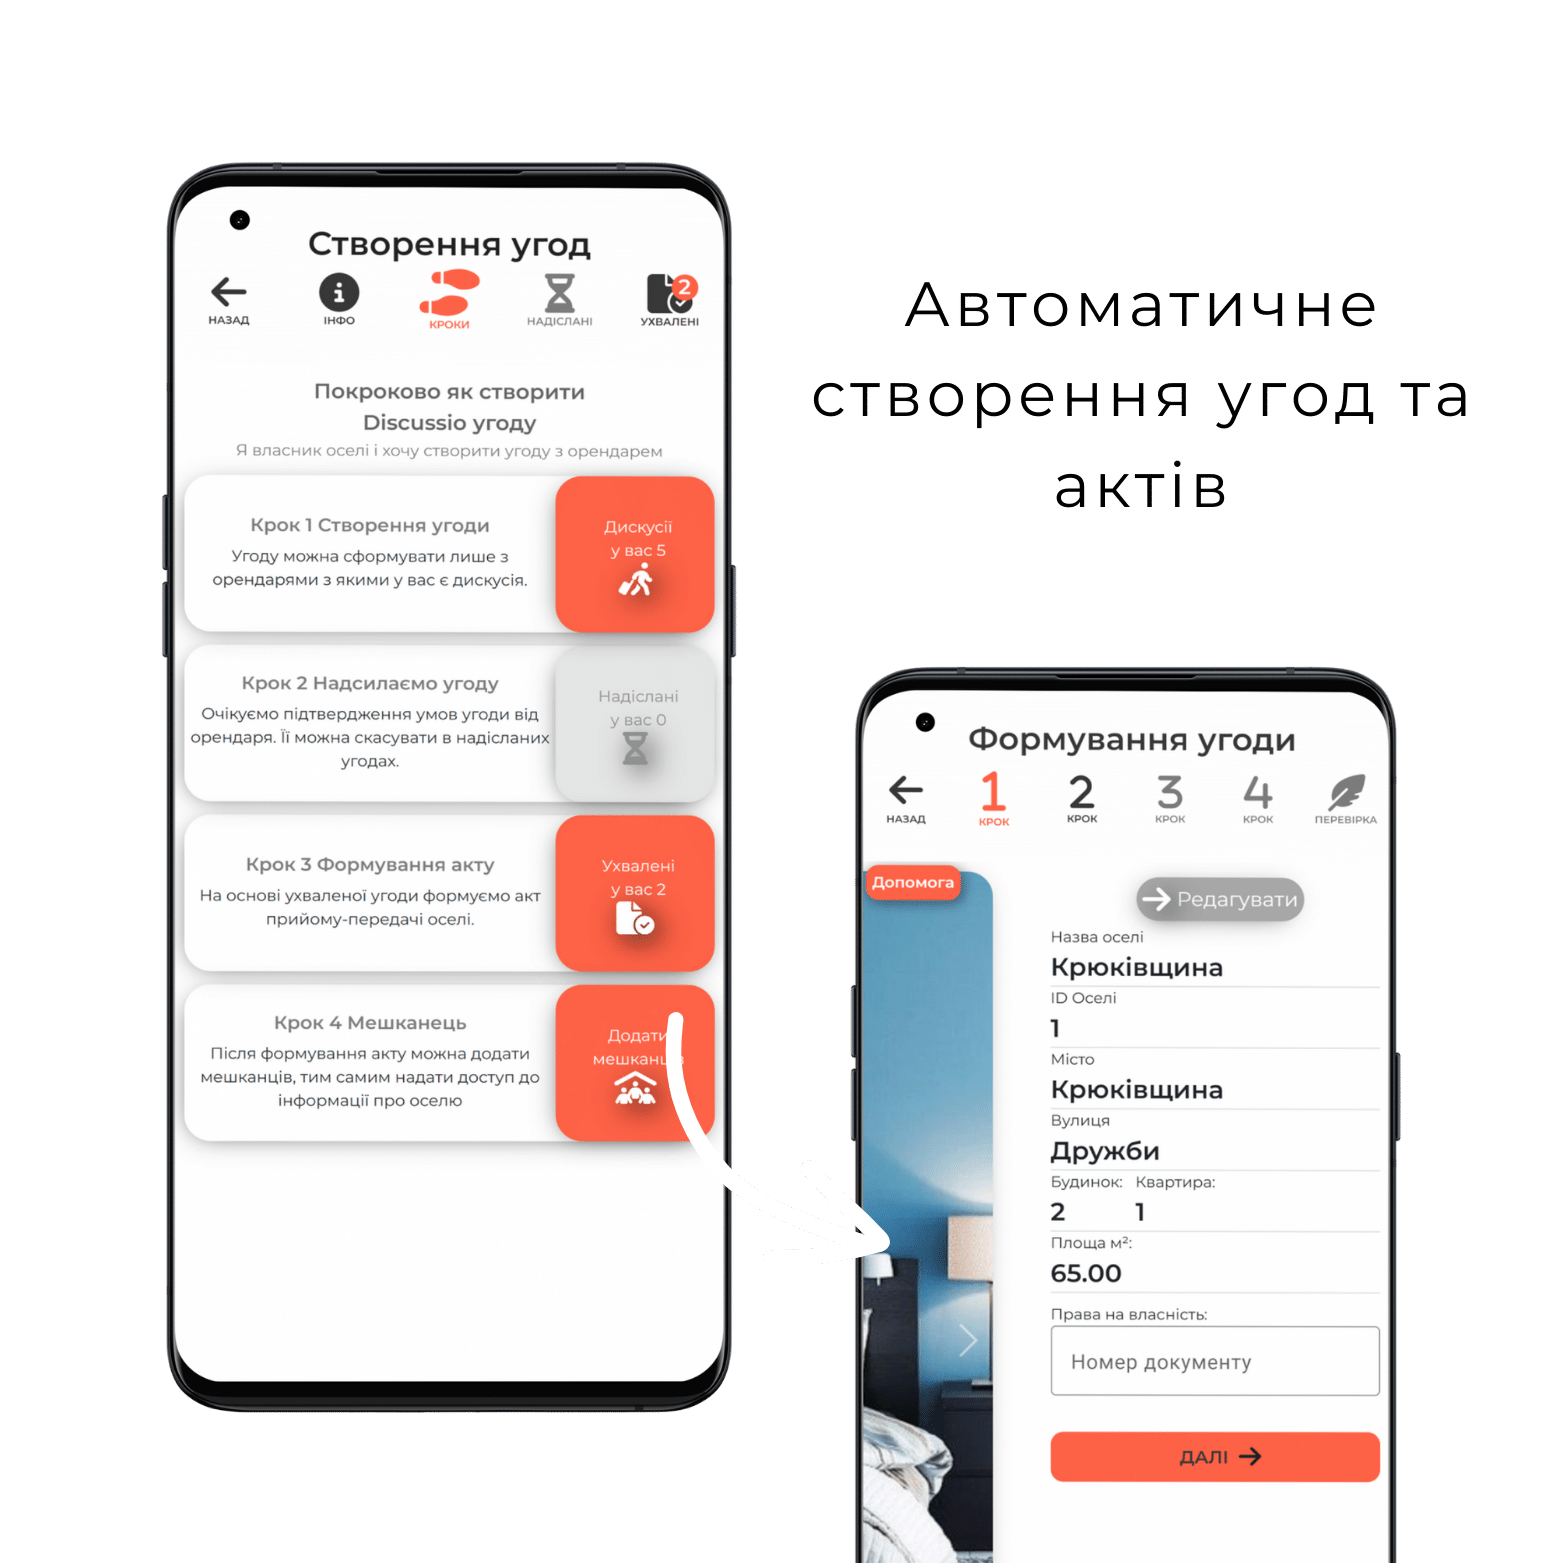 Створення угод
НАЗАД
ІНФО
КРОКИ
НАДІСЛАНІ
2
УХВАЛЕНІ
Покроково як створити
Discussio угоду
Я власник оселі і хочу створити угоду з орендарем
Крок 1 Створення угоди
Угоду можна сформувати лише з
орендарями з якими у вас є дискусія.
Дискусії
у вас 5
Крок 2 Надсилаємо угоду
Очікуємо підтвердження умов угоди від
орендаря. Її можна скасувати в надісланих
угодах.
Надіслані
у вас 0
Крок 3 Формування акту
На основі ухваленої угоди формуємо акт
прийому-передачі оселі.
Ухвалені
у вас 2
Крок 4 Мешканець
Після формування акту можна додати
мешканців, тим самим надати доступ до
інформації про оселю
Додати
мешканців
Автоматичне
створення угод та
актів
Формування угоди
НАЗАД
1
КРОК
2
КРОК
3
КРОК
4
КРОК
ПЕРЕВІРКА
Допомога
Редагувати
Назва оселі
Крюківщина
ID Оселі
1
Місто
Крюківщина
Вулиця
Дружби
Будинок: Квартира:
2 1
Площа м²:
65.00
Права на власність:
Номер документу
ДАЛІ